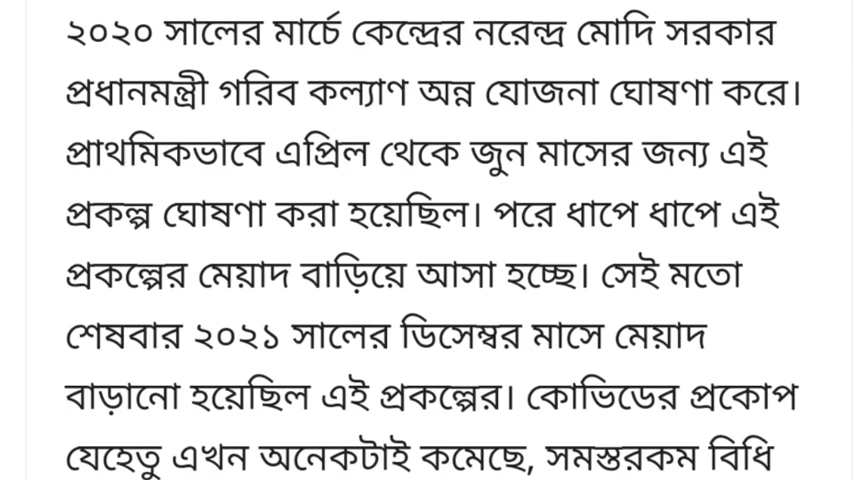 ২০২০ সালের মার্চে কেন্দ্রের নরেন্দ্র মোদি সরকার
প্রধানমন্ত্রী গরিব কল্যাণ অন্ন যোজনা ঘোষণা করে।
প্রাথমিকভাবে এপ্রিল থেকে জুন মাসের জন্য এই
প্রকল্প ঘোষণা করা হয়েছিল। পরে ধাপে ধাপে এই
প্রকল্পের মেয়াদ বাড়িয়ে আসা হচ্ছে। সেই মতো
শেষবার ২০২১ সালের ডিসেম্বর মাসে মেয়াদ
বাড়ানো হয়েছিল এই প্রকল্পের। কোভিডের প্রকোপ
যেহেতু এখন অনেকটাই কমেছে, সমস্তরকম বিধি